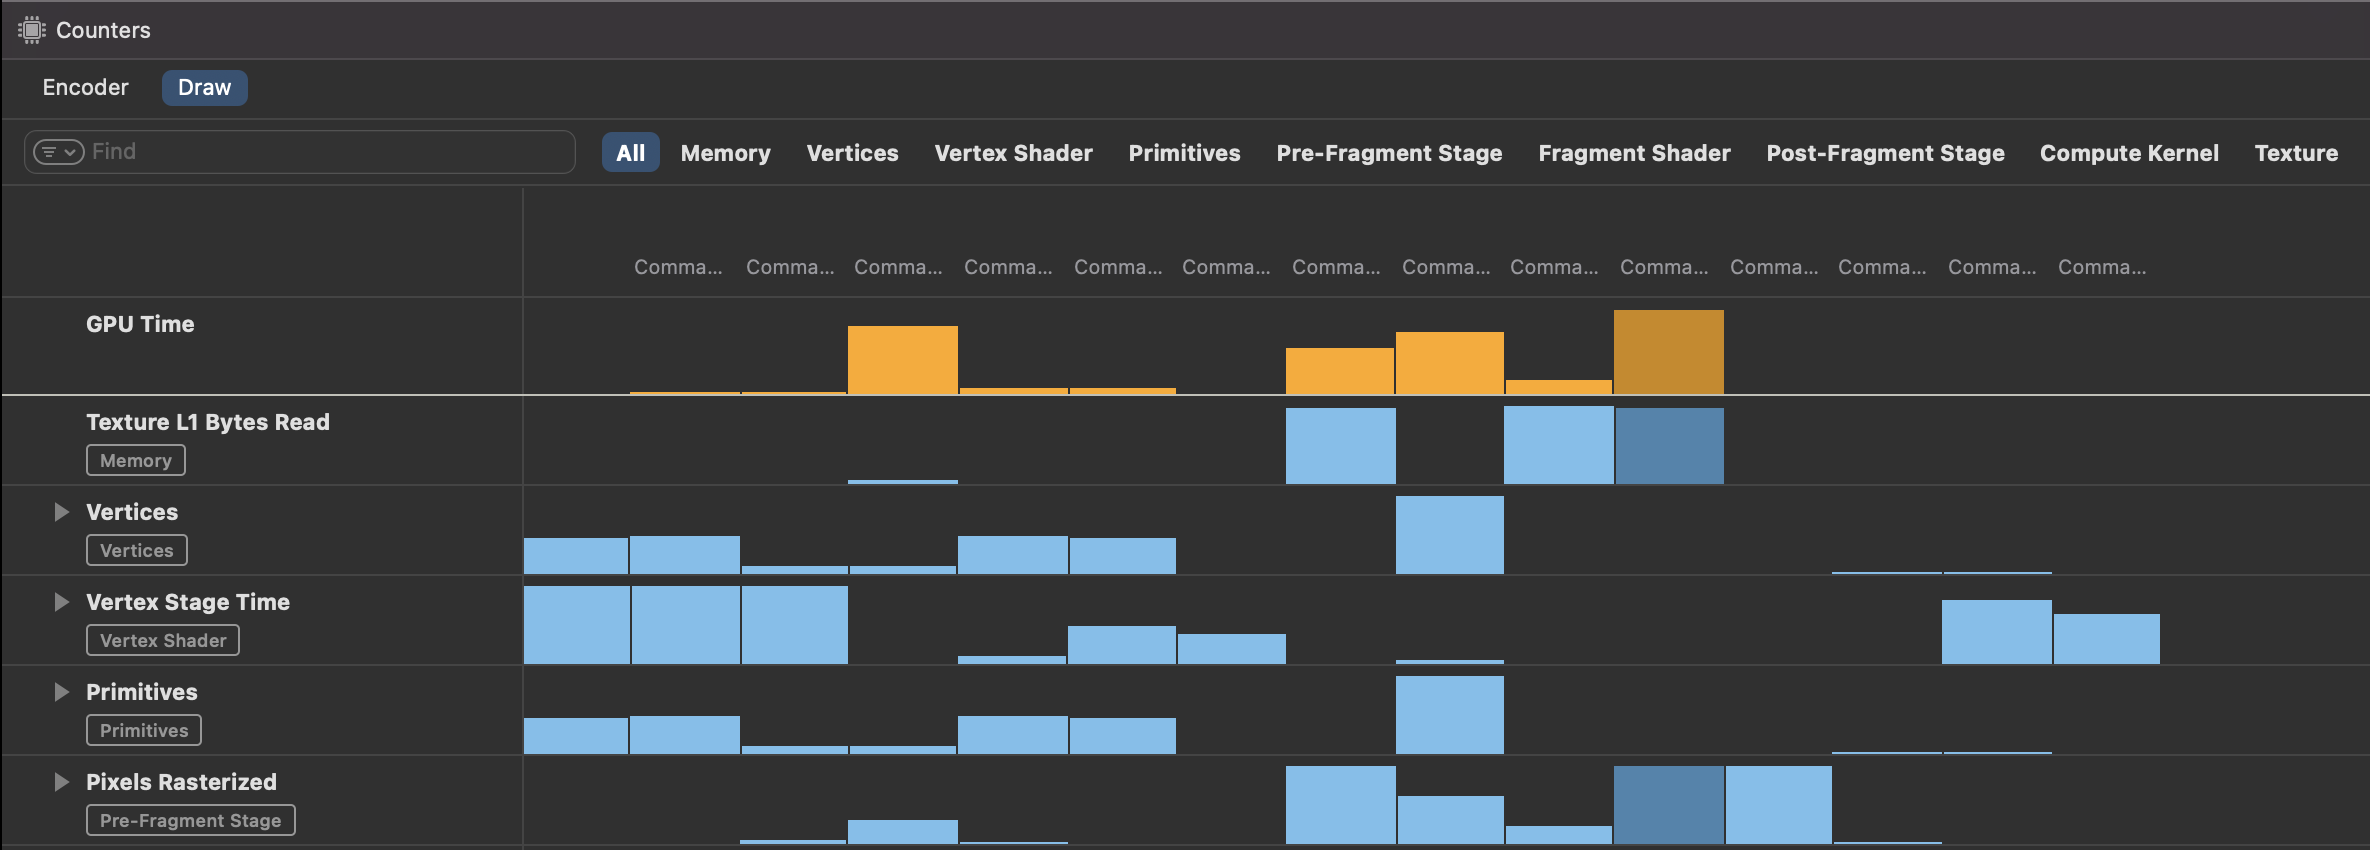 Counters
Encoder Draw
Find All Memory Vertices Vertex Shader Primitives Pre-Fragment Stage Fragment Shader Post-Fragment Stage Compute Kernel Texture
Comma... Comma... Comma... Comma... Comma... Comma... Comma... Comma... Comma... Comma... Comma... Comma... Comma... Comma...
GPU Time
Texture L1 Bytes Read
Memory
Vertices
Vertices
Vertex Stage Time
Vertex Shader
Primitives
Primitives
Pixels Rasterized
Pre-Fragment Stage